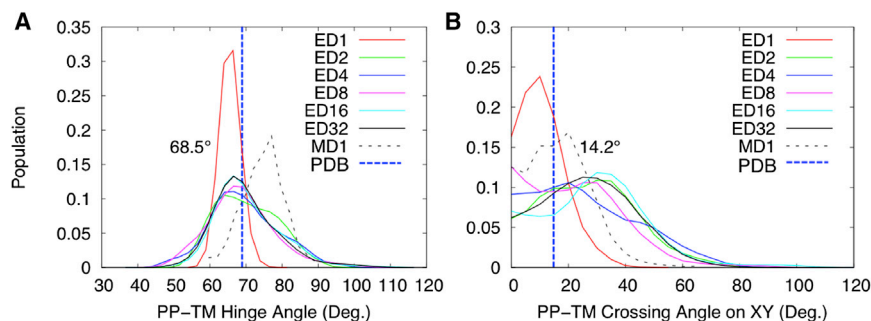 A
B
0.35
0.3
0.25
0.2
0.15
0.1
0.05
0
Population
ED1
ED2
ED4
ED8
ED16
ED32
MD1
PDB
68.5°
30 40 50 60 70 80 90 100 110 120
PP-TM Hinge Angle (Deg.)
0.3
0.25
0.2
0.15
0.1
0.05
0
ED1
ED2
ED4
ED8
ED16
ED32
MD1
PDB
14.2°
0 20 40 60 80 100 120
PP-TM Crossing Angle on XY (Deg.)